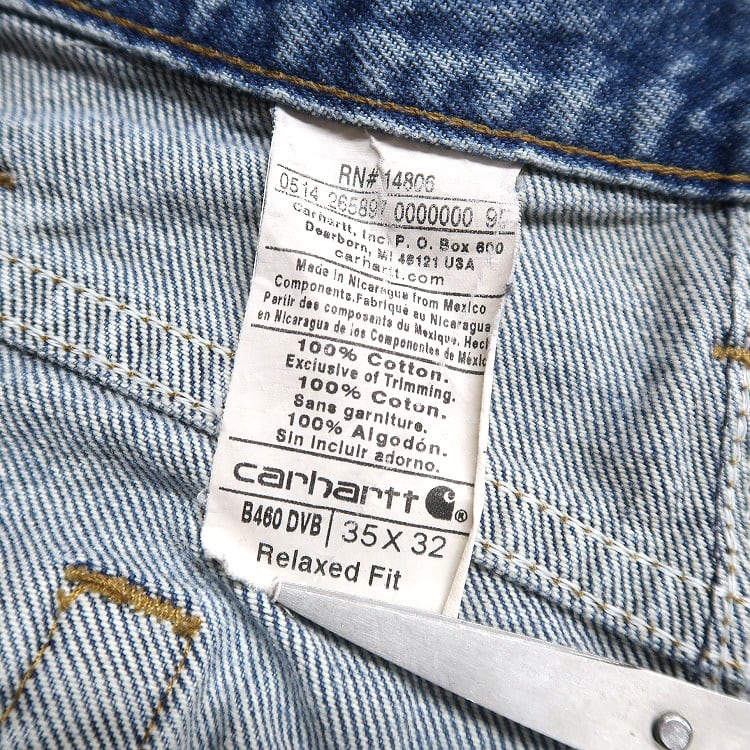 RN# 14806
0514 265897 0000000 95
Carhartt, Inc. P. O. Box 600
Dearborn, MI 48121 USA
carhartt.com
Made in Nicaragua from Mexico
Components. Fabriqué au Nicaragua
Partir des composants du Mexique. Hech
en Nicaragua de los Componentes de Méxic
100% Cotton.
Exclusive of Trimming.
100% Coton.
Sans garniture.
100% Algodón.
Sin incluir adorno.
carhartt ®
B460 DVB 35 X 32
Relaxed Fit